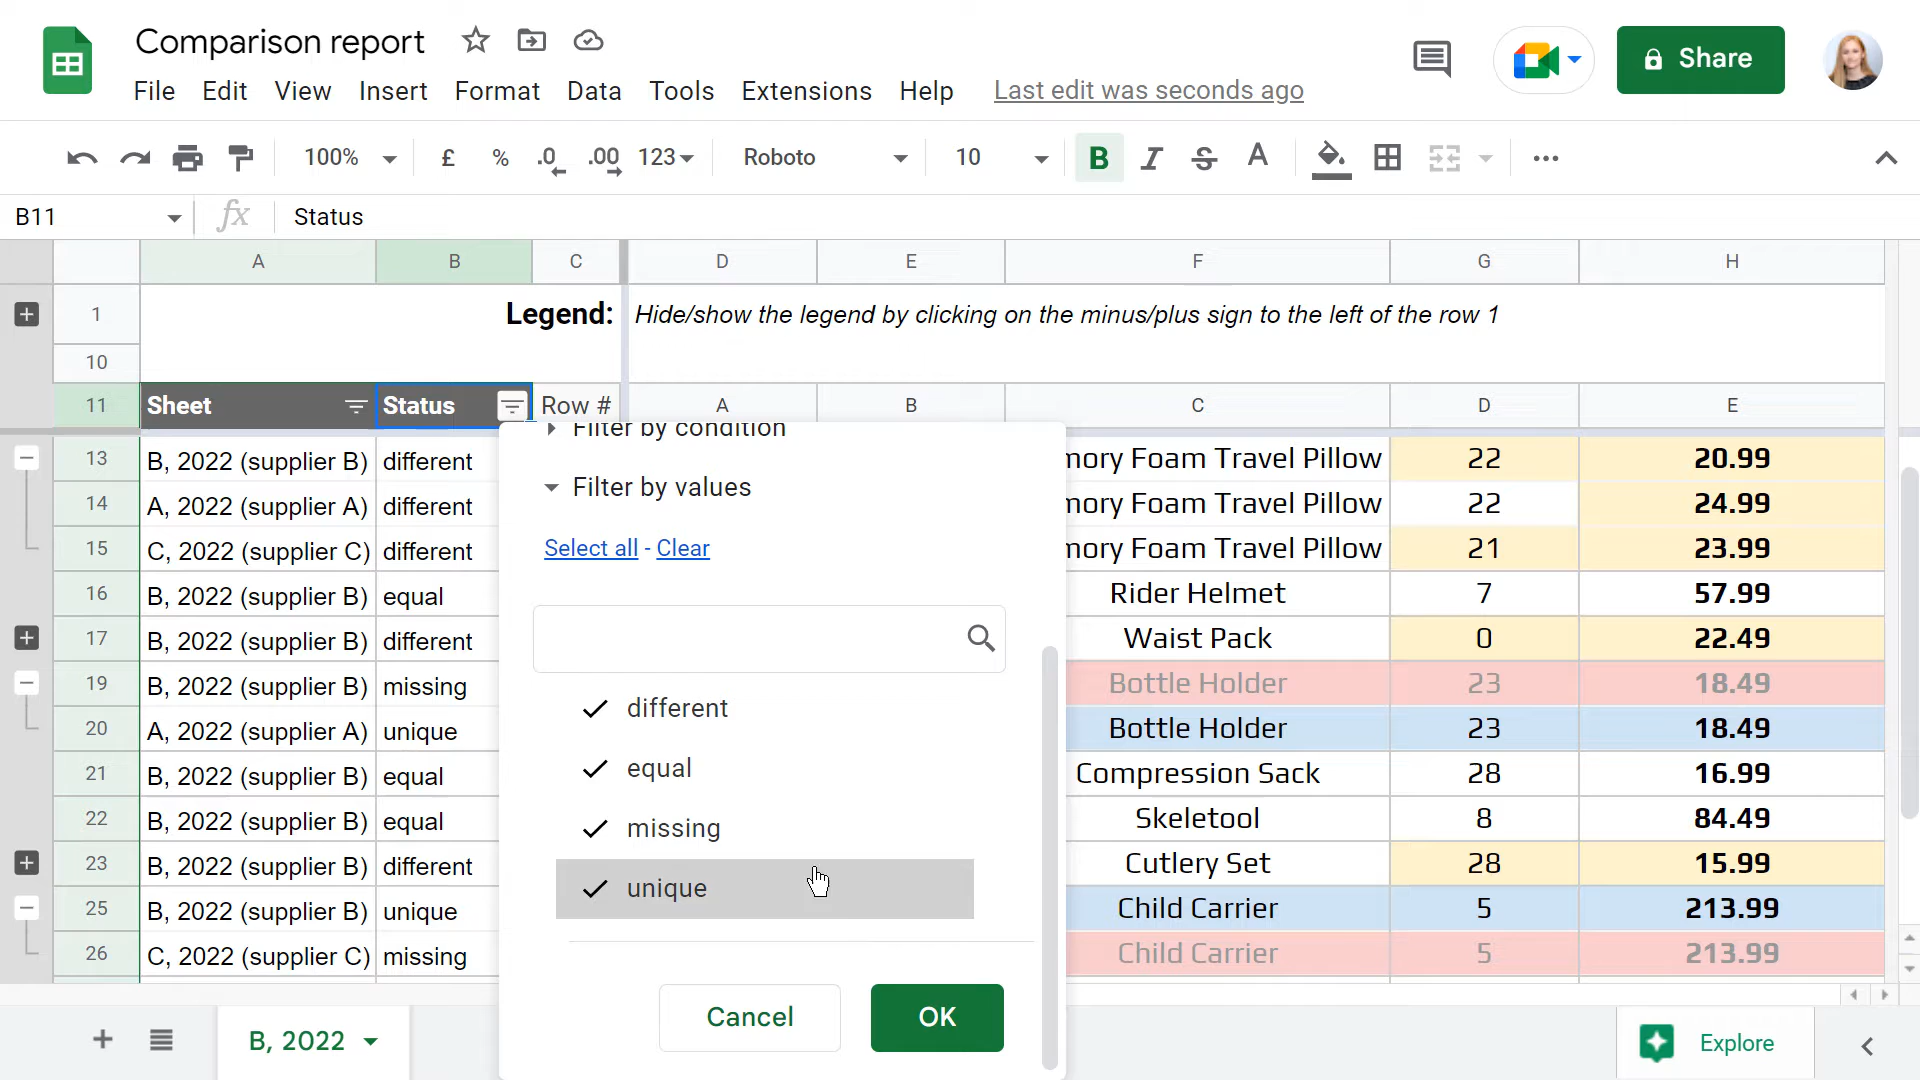 Comparison report
File Edit View Insert Format Data Tools Extensions Help Last edit was seconds ago
Share
100% £ % .0 .00 123 Roboto 10 B I S A
B11 fx Status
A B C D E F G H
1 Legend: Hide/show the legend by clicking on the minus/plus sign to the left of the row 1
10
11 Sheet Status Row # A B C D E
Filter by condition
Filter by values
Select all - Clear
different
equal
missing
unique
Cancel OK
13 B, 2022 (supplier B) different mory Foam Travel Pillow 22 20.99
14 A, 2022 (supplier A) different mory Foam Travel Pillow 22 24.99
15 C, 2022 (supplier C) different mory Foam Travel Pillow 21 23.99
16 B, 2022 (supplier B) equal Rider Helmet 7 57.99
17 B, 2022 (supplier B) different Waist Pack 0 22.49
19 B, 2022 (supplier B) missing Bottle Holder 23 18.49
20 A, 2022 (supplier A) unique Bottle Holder 23 18.49
21 B, 2022 (supplier B) equal Compression Sack 28 16.99
22 B, 2022 (supplier B) equal Skeletool 8 84.49
23 B, 2022 (supplier B) different Cutlery Set 28 15.99
25 B, 2022 (supplier B) unique Child Carrier 5 213.99
26 C, 2022 (supplier C) missing Child Carrier 5 213.99
B, 2022
Explore